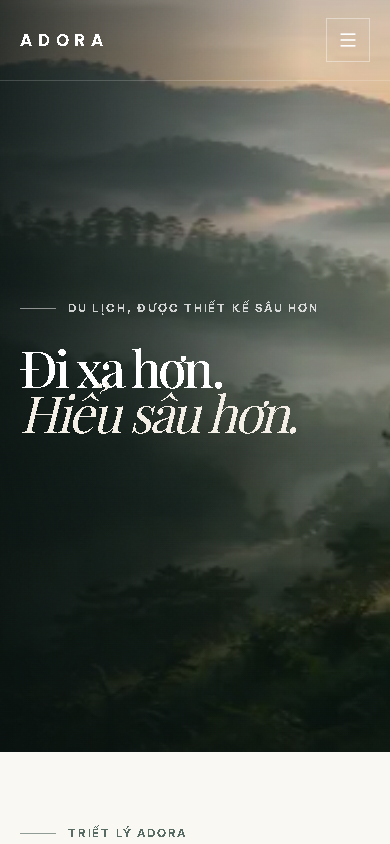 ADORA
DU LỊCH, ĐƯỢC THIẾT KẾ SÂU HƠN
Đi xa hơn.
Hiểu sâu hơn.
TRIẾT LÝ ADORA